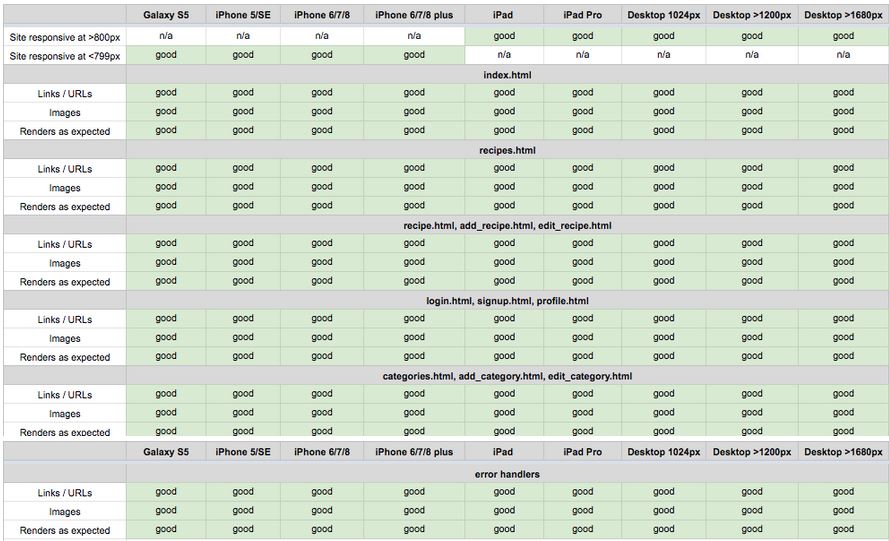 Galaxy S5 iPhone 5/SE iPhone 6/7/8 iPhone 6/7/8 plus iPad iPad Pro Desktop 1024px Desktop >1200px Desktop >1680px
Site responsive at >800px n/a n/a n/a n/a good good good good good
Site responsive at <799px good good good good n/a n/a n/a n/a n/a
index.html
Links / URLs good good good good good good good good good
Images good good good good good good good good good
Renders as expected good good good good good good good good good
recipes.html
Links / URLs good good good good good good good good good
Images good good good good good good good good good
Renders as expected good good good good good good good good good
recipe.html, add_recipe.html, edit_recipe.html
Links / URLs good good good good good good good good good
Images good good good good good good good good good
Renders as expected good good good good good good good good good
login.html, signup.html, profile.html
Links / URLs good good good good good good good good good
Images good good good good good good good good good
Renders as expected good good good good good good good good good
categories.html, add_category.html, edit_category.html
Links / URLs good good good good good good good good good
Images good good good good good good good good good
Renders as expected good good good good good good good good good
Galaxy S5 iPhone 5/SE iPhone 6/7/8 iPhone 6/7/8 plus iPad iPad Pro Desktop 1024px Desktop >1200px Desktop >1680px
error handlers
Links / URLs good good good good good good good good good
Images good good good good good good good good good
Renders as expected good good good good good good good good good